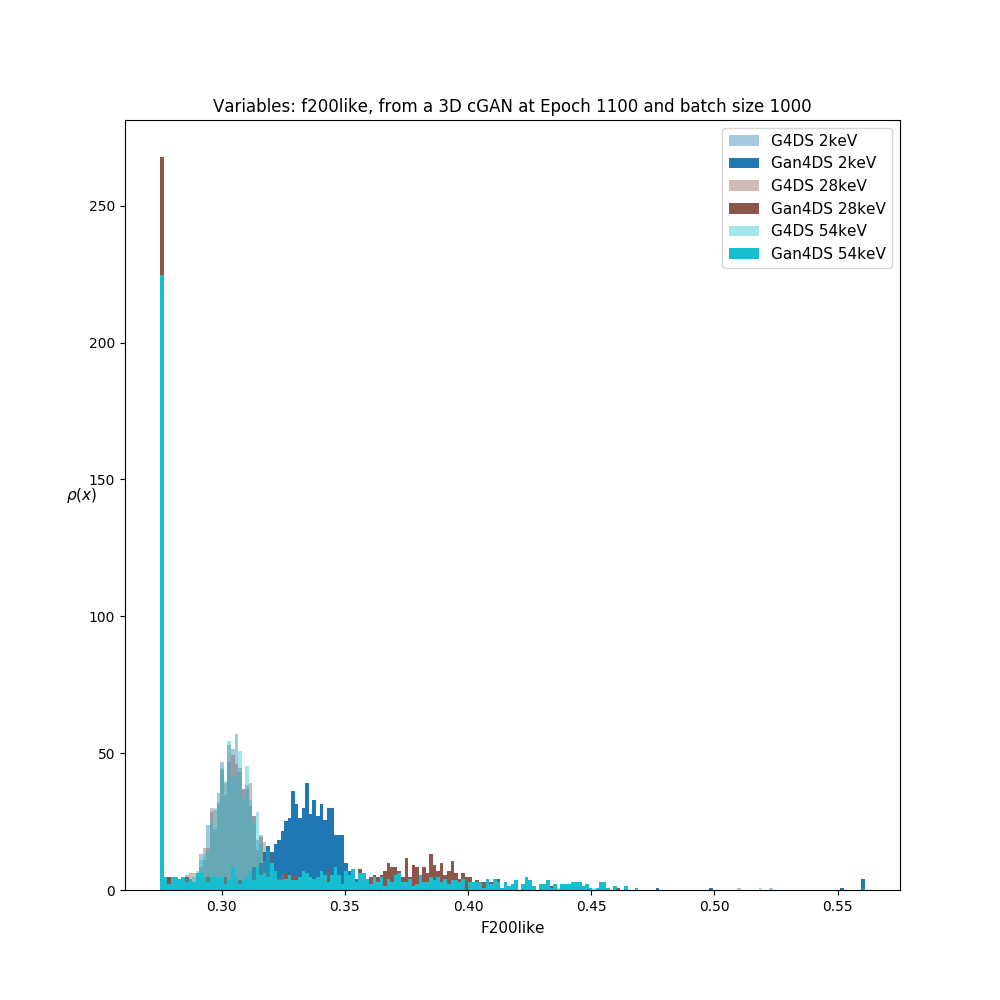 Variables: f200like, from a 3D cGAN at Epoch 1100 and batch size 1000
G4DS 2keV
Gan4DS 2keV
G4DS 28keV
Gan4DS 28keV
G4DS 54keV
Gan4DS 54keV
250
200
150
ρ(x)
100
50
0
0.30 0.35 0.40 0.45 0.50 0.55
F200like